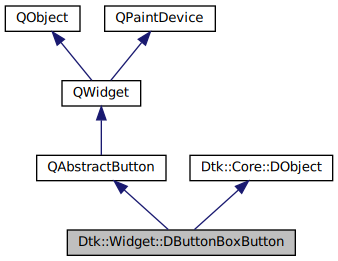 QObject
QPaintDevice
QWidget
QAbstractButton
Dtk::Core::DObject
Dtk::Widget::DButtonBoxButton